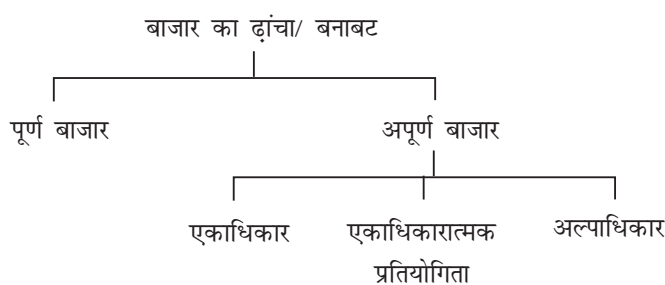 बाजार का ढ़ांचा/ बनाबट
पूर्ण बाजार
अपूर्ण बाजार
एकाधिकार
एकाधिकारात्मक
प्रतियोगिता
अल्पाधिकार